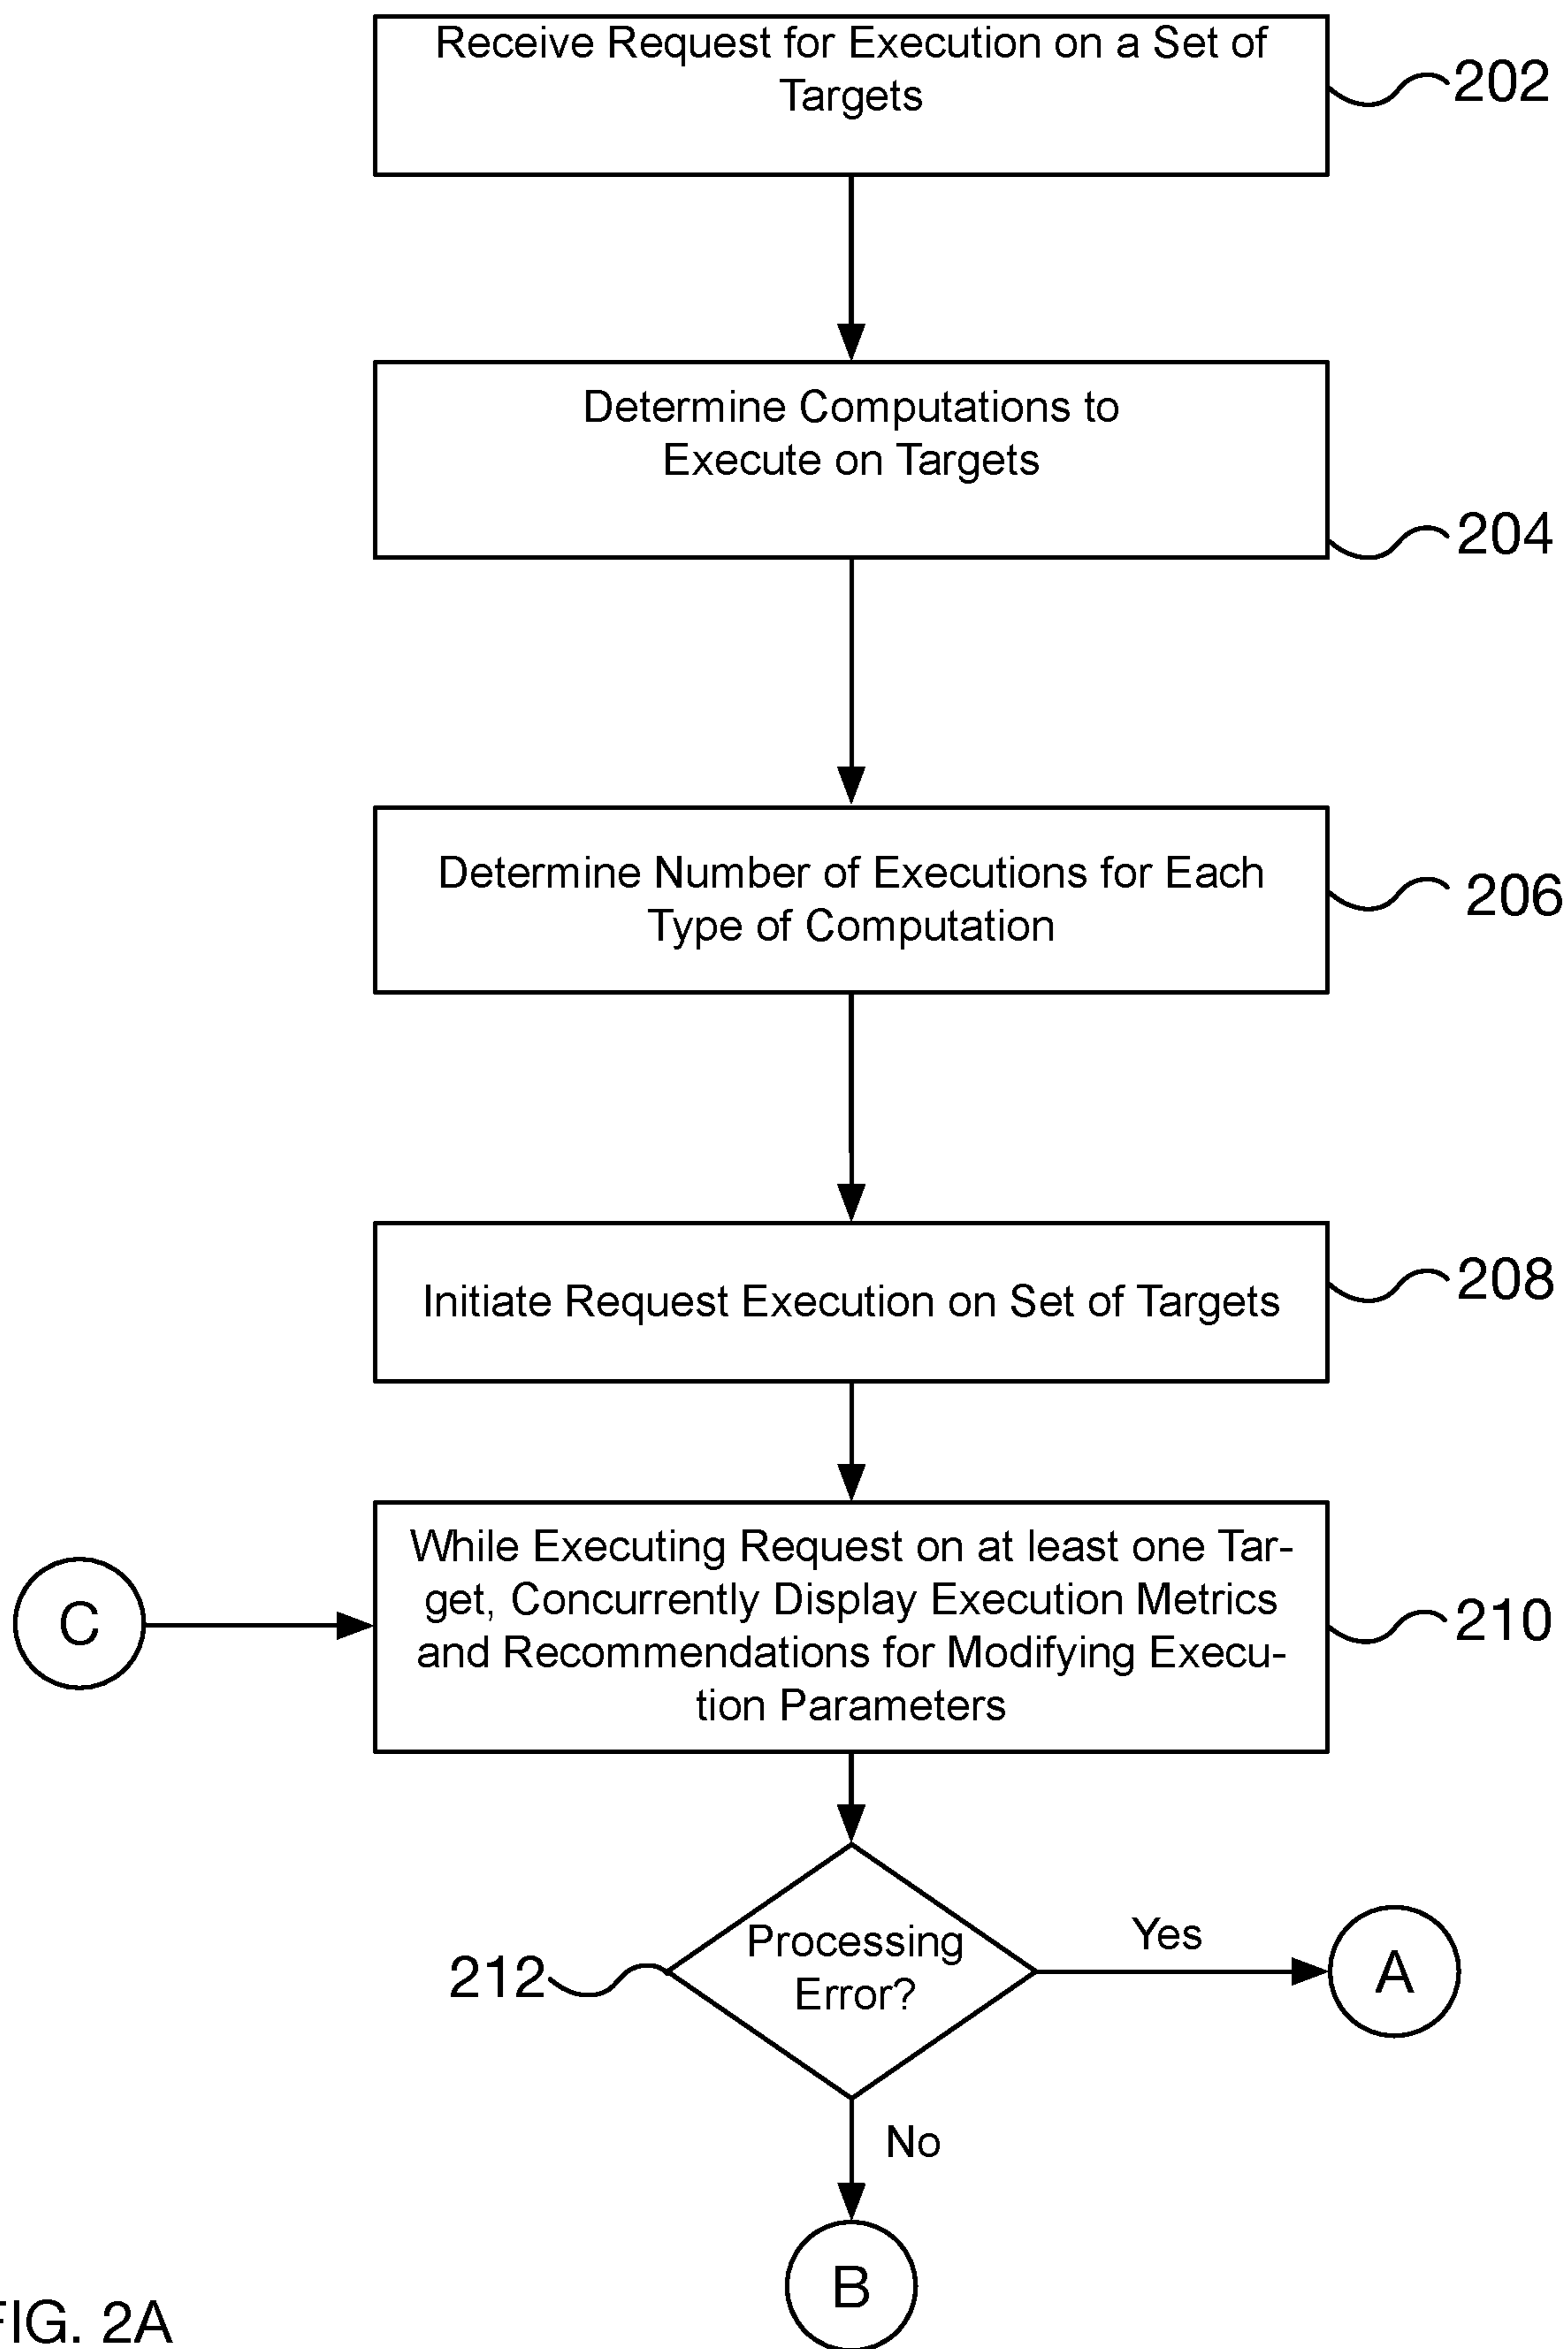 Receive Request for Execution on a Set of
Targets
202
Determine Computations to
Execute on Targets
204
Determine Number of Executions for Each
Type of Computation
206
Initiate Request Execution on Set of Targets
208
While Executing Request on at least one Tar-
get, Concurrently Display Execution Metrics
and Recommendations for Modifying Execu-
tion Parameters
C
210
Processing
Error?
212
Yes
A
No
B
FIG. 2A